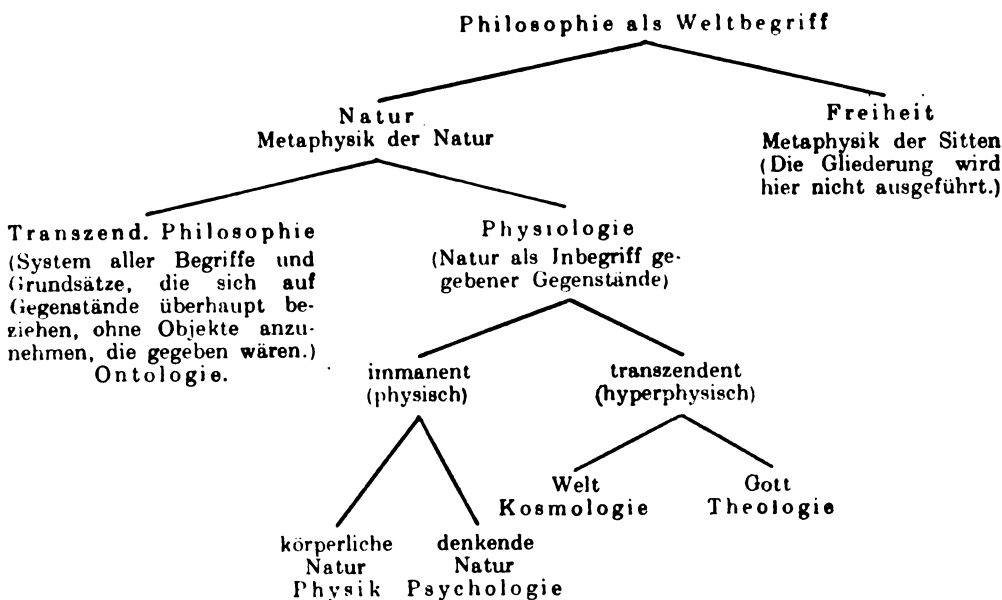 Philosophie als Weltbegriff
Natur
Metaphysik der Natur
Freiheit
Metaphysik der Sitten
(Die Gliederung wird
hier nicht ausgeführt.)
Transzend. Philosophie
(System aller Begriffe und
Grundsätze, die sich auf
Gegenstände überhaupt be-
ziehen, ohne Objekte anzu-
nehmen, die gegeben wären.)
Ontologie.
Physiologie
(Natur als Inbegriff ge-
gebener Gegenstände)
immanent
(physisch)
transzendent
(hyperphysisch)
körperliche
Natur
Physik
denkende
Natur
Psychologie
Welt
Kosmologie
Gott
Theologie